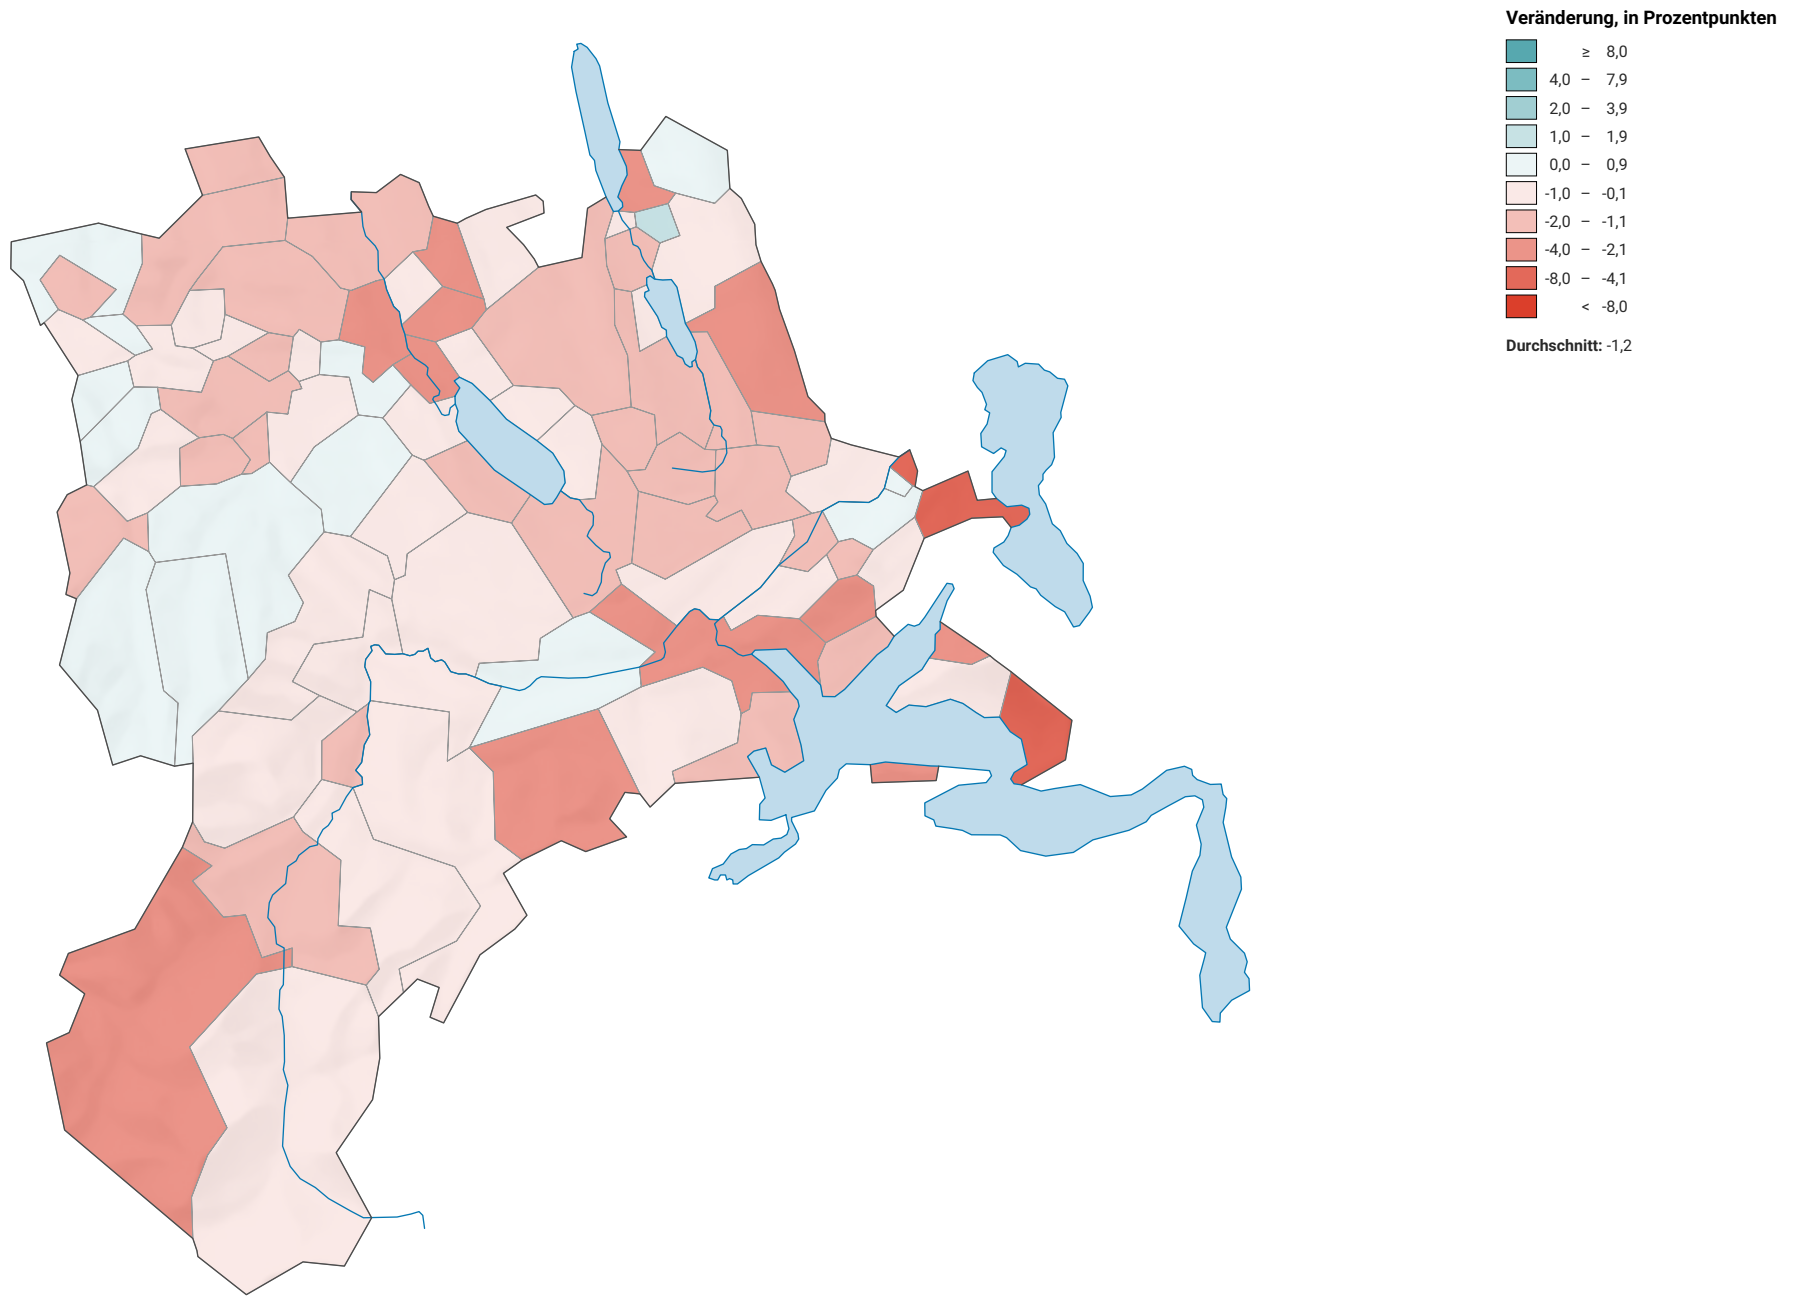 Veränderung, in Prozentpunkten
≥ 8,0
4,0 – 7,9
2,0 – 3,9
1,0 – 1,9
0,0 – 0,9
-1,0 – -0,1
-2,0 – -1,1
-4,0 – -2,1
-8,0 – -4,1
< -8,0
Durchschnitt: -1,2